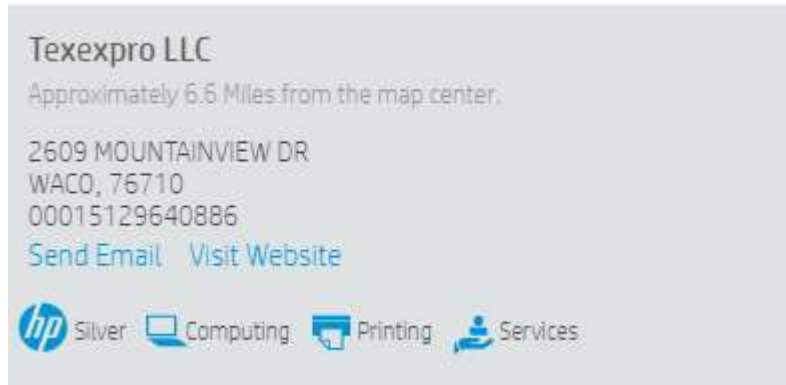 Texexpro LLC
Approximately 6.6 Miles from the map center.
2609 MOUNTAINVIEW DR
WACO, 76710
00015129640886
Send Email Visit Website
hp Silver Computing Printing Services